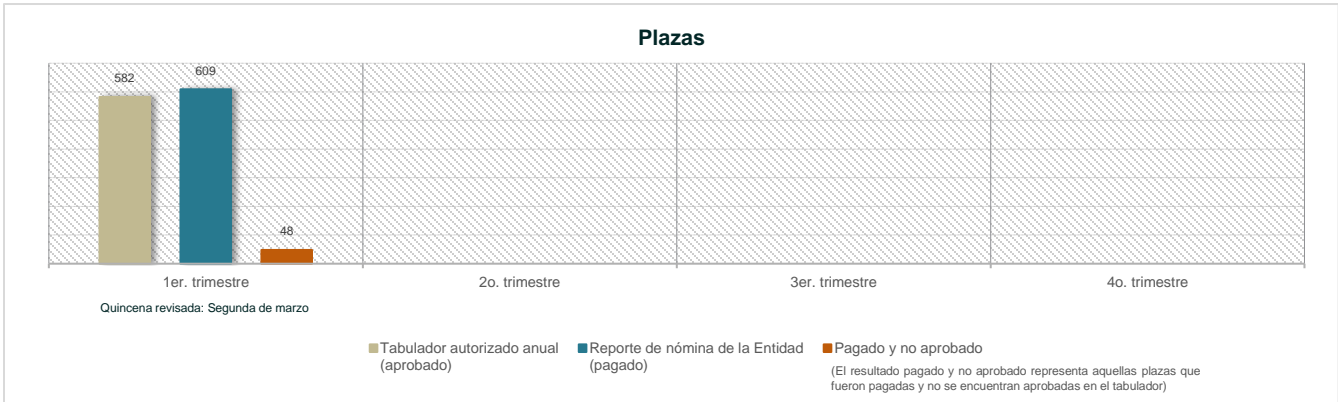 Plazas
582
609
48
1er. trimestre
2o. trimestre
3er. trimestre
4o. trimestre
Quincena revisada: Segunda de marzo
Tabulador autorizado anual
(aprobado)
Reporte de nómina de la Entidad
(pagado)
Pagado y no aprobado
(El resultado pagado y no aprobado representa aquellas plazas que
fueron pagadas y no se encuentran aprobadas en el tabulador)